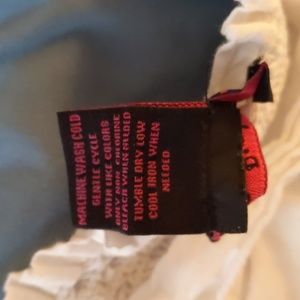 MACHINE WASH COLD
GENTLE CYCLE
WITH LIKE COLORS
ONLY NON-CHLORINE
BLEACH WHEN NEEDED
TUMBLE DRY LOW
COOL IRON WHEN
NEEDED